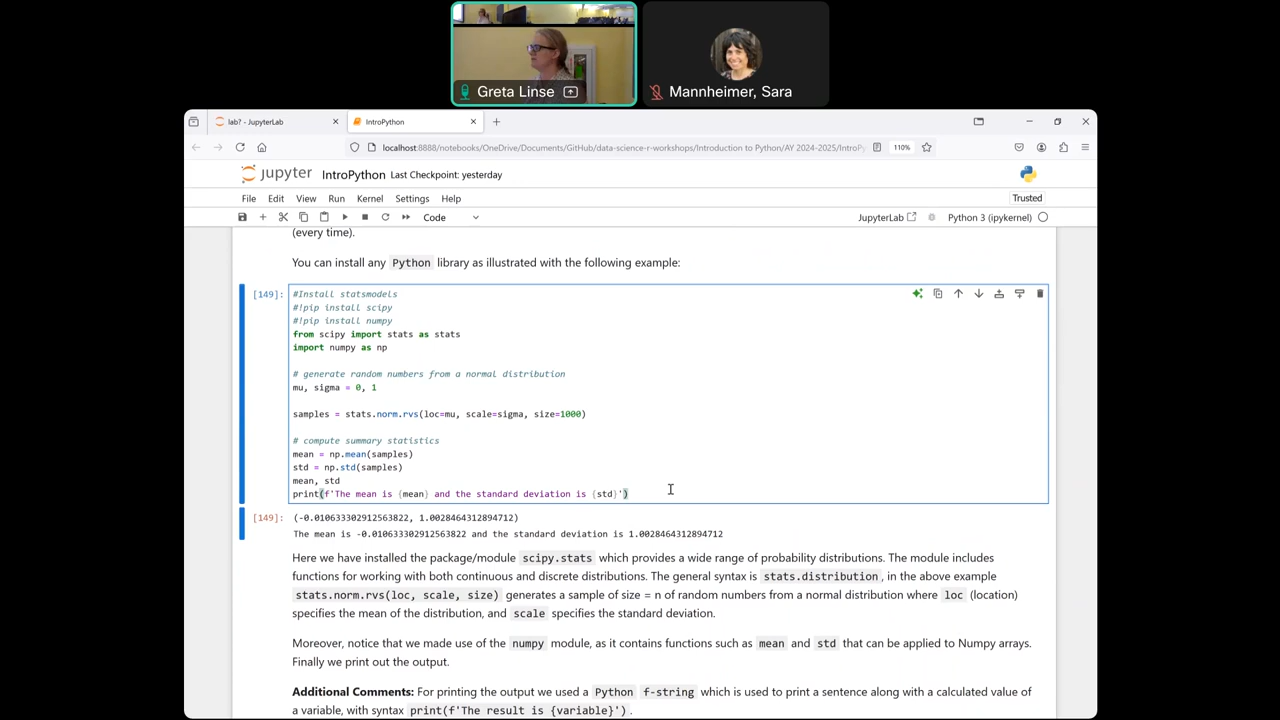 Greta Linse
Mannheimer, Sara
lab? - JupyterLab
IntroPython
localhost:8888/notebooks/OneDrive/Documents/GitHub/data-science-r-workshops/Introduction to Python/AY 2024-2025/IntroPy
110%
jupyter IntroPython Last Checkpoint: yesterday
File Edit View Run Kernel Settings Help
Trusted
Code
JupyterLab
Python 3 (ipykernel)
(every time).
You can install any Python library as illustrated with the following example:
[149]:
#Install statsmodels
#!pip install scipy
#!pip install numpy
from scipy import stats as stats
import numpy as np
# generate random numbers from a normal distribution
mu, sigma = 0, 1
samples = stats.norm.rvs(loc=mu, scale=sigma, size=1000)
# compute summary statistics
mean = np.mean(samples)
std = np.std(samples)
mean, std
print(f'The mean is {mean} and the standard deviation is {std}')
[149]: (-0.010633302912563822, 1.0028464312894712)
The mean is -0.010633302912563822 and the standard deviation is 1.0028464312894712
Here we have installed the package/module scipy.stats which provides a wide range of probability distributions. The module includes
functions for working with both continuous and discrete distributions. The general syntax is stats.distribution, in the above example
stats.norm.rvs(loc, scale, size) generates a sample of size = n of random numbers from a normal distribution where loc (location)
specifies the mean of the distribution, and scale specifies the standard deviation.
Moreover, notice that we made use of the numpy module, as it contains functions such as mean and std that can be applied to Numpy arrays.
Finally we print out the output.
Additional Comments: For printing the output we used a Python f-string which is used to print a sentence along with a calculated value of
a variable, with syntax print(f'The result is {variable}').